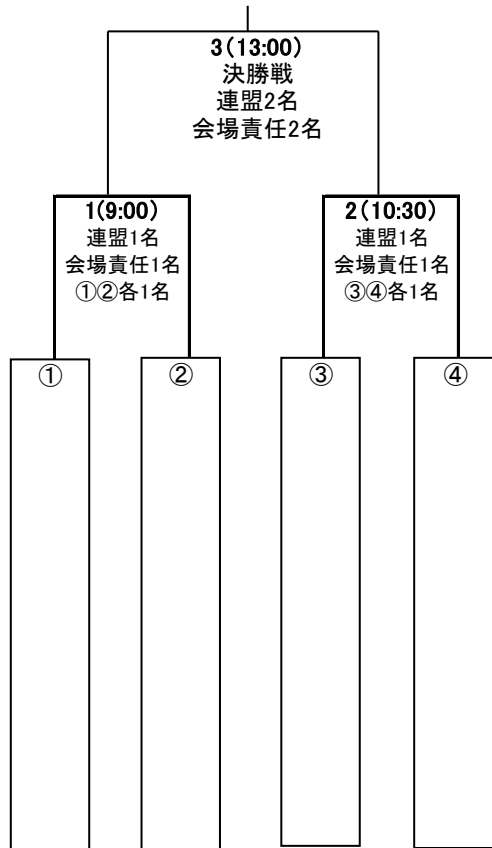 3(13:00)
決勝戦
連盟2名
会場責任2名
1(9:00)
連盟1名
会場責任1名
①②各1名
2(10:30)
連盟1名
会場責任1名
③④各1名
①
②
③
④